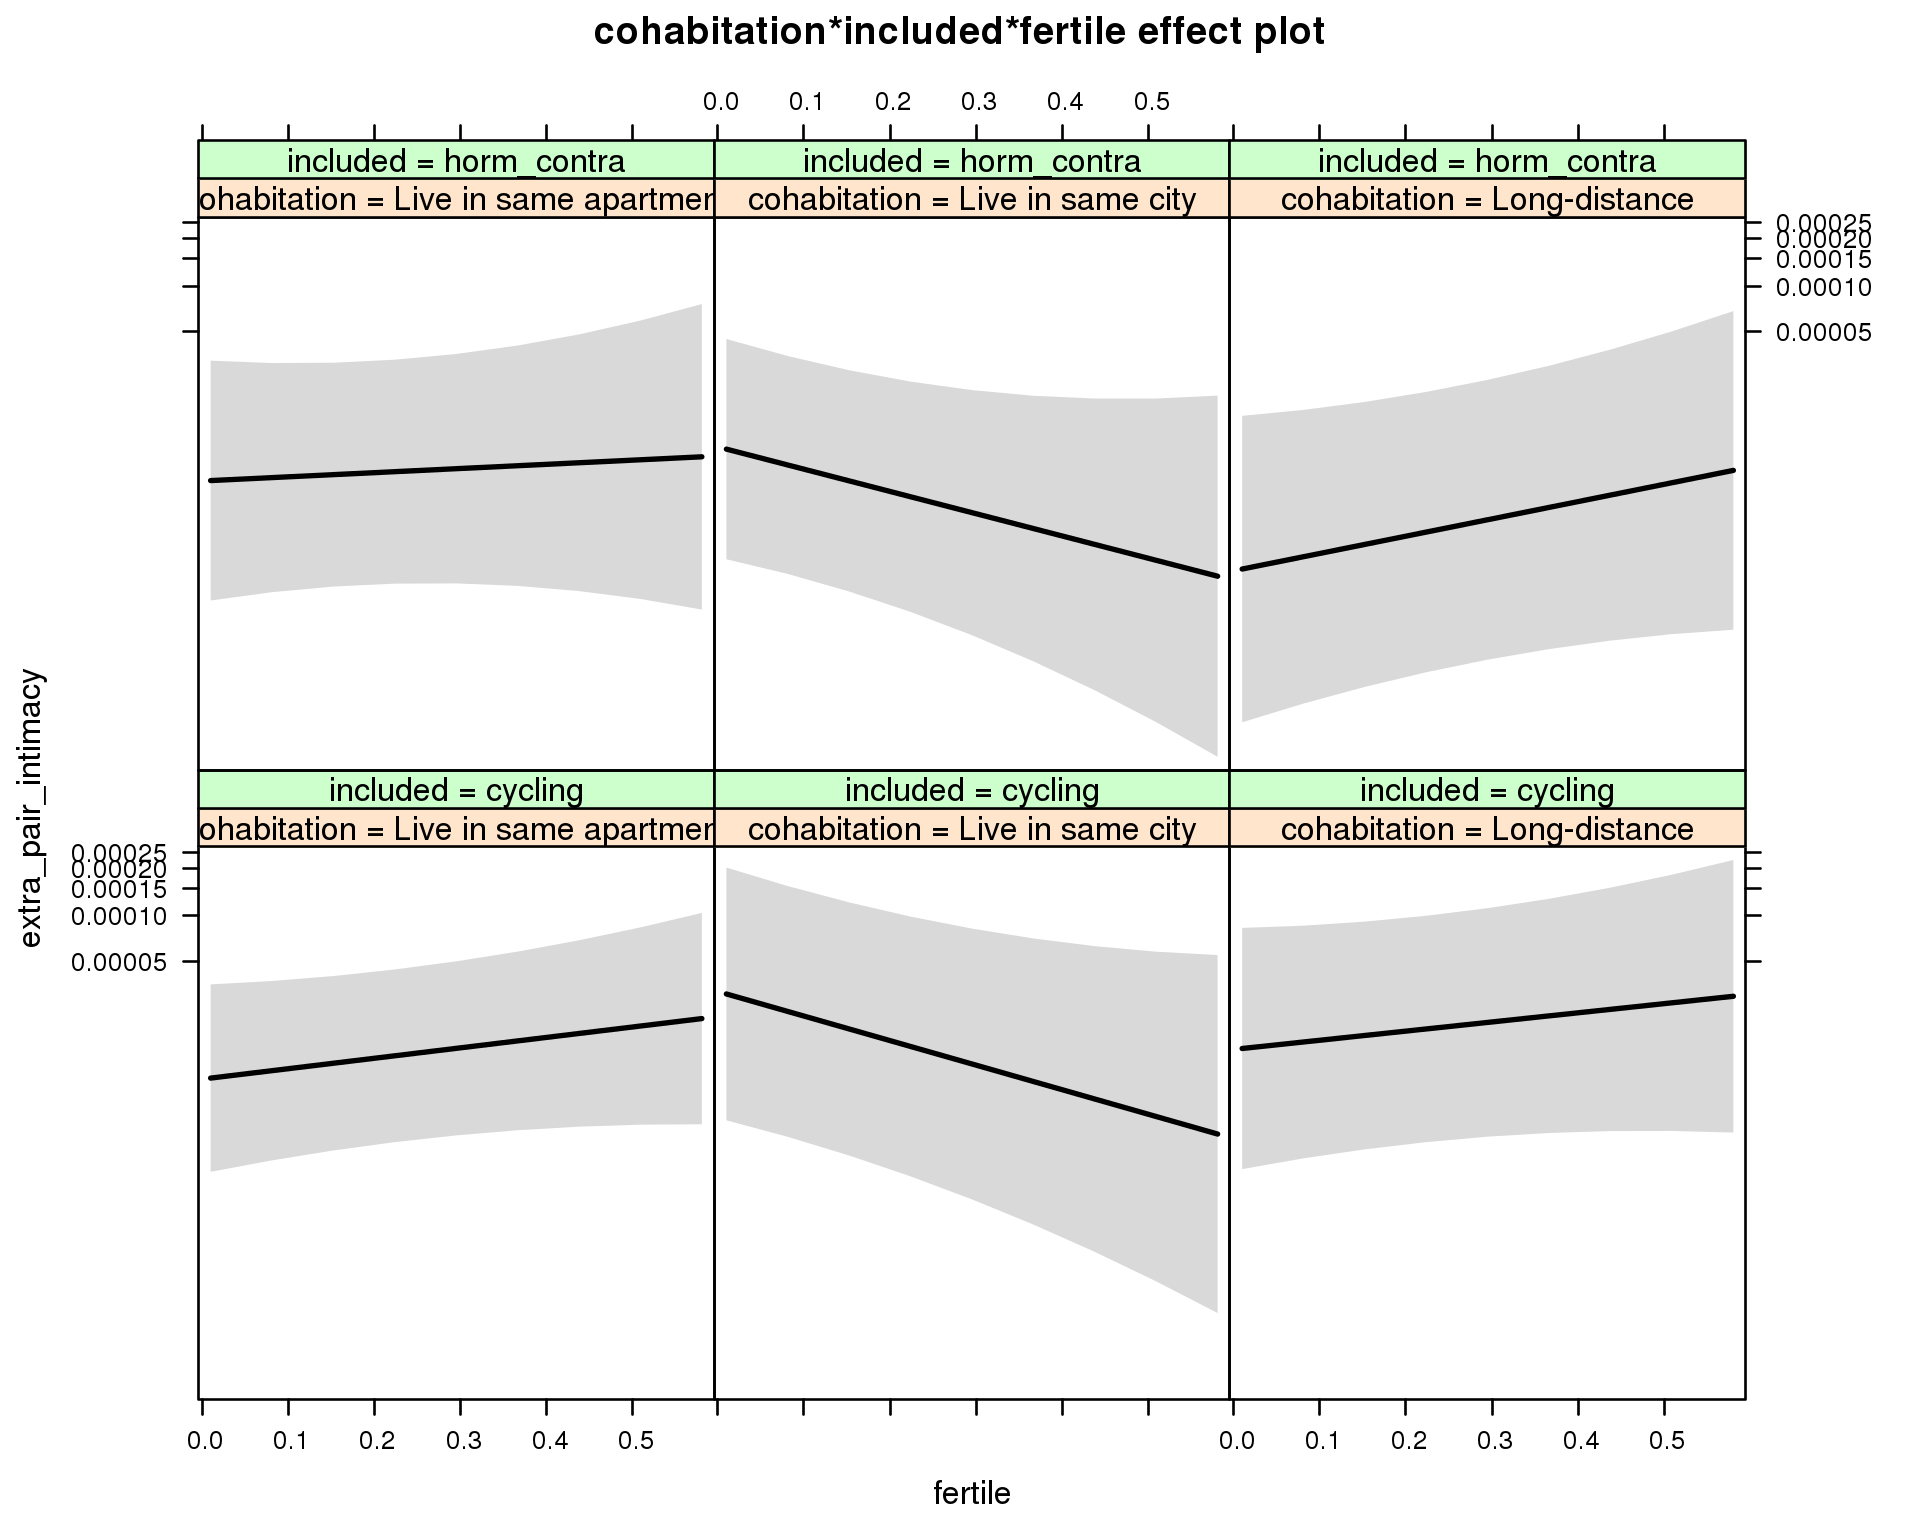 cohabitation*included*fertile effect plot
0.0 0.1 0.2 0.3 0.4 0.5
included = horm_contra included = horm_contra included = horm_contra
ohabitation = Live in same apartmen cohabitation = Live in same city cohabitation = Long-distance
0.00025
0.00020
0.00015
0.00010
0.00005
extra_pair_intimacy
included = cycling included = cycling included = cycling
ohabitation = Live in same apartmen cohabitation = Live in same city cohabitation = Long-distance
0.00025
0.00020
0.00015
0.00010
0.00005
0.0 0.1 0.2 0.3 0.4 0.5 0.0 0.1 0.2 0.3 0.4 0.5
fertile